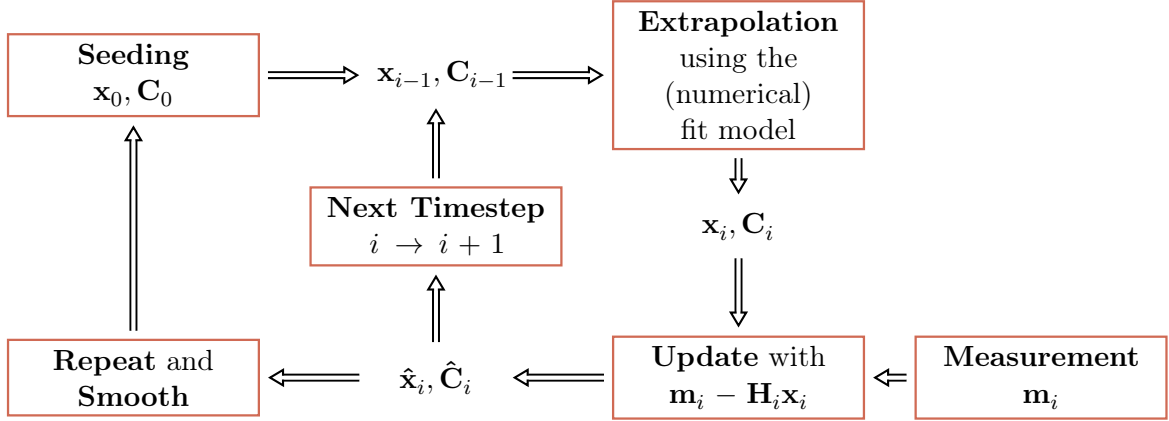 Seeding
x₀, C₀
xᵢ₋₁, Cᵢ₋₁
Extrapolation
using the
(numerical)
fit model
Next Timestep
i → i + 1
xᵢ, Cᵢ
Repeat and
Smooth
x̂ᵢ, Ĉᵢ
Update with
mᵢ − Hᵢxᵢ
Measurement
mᵢ